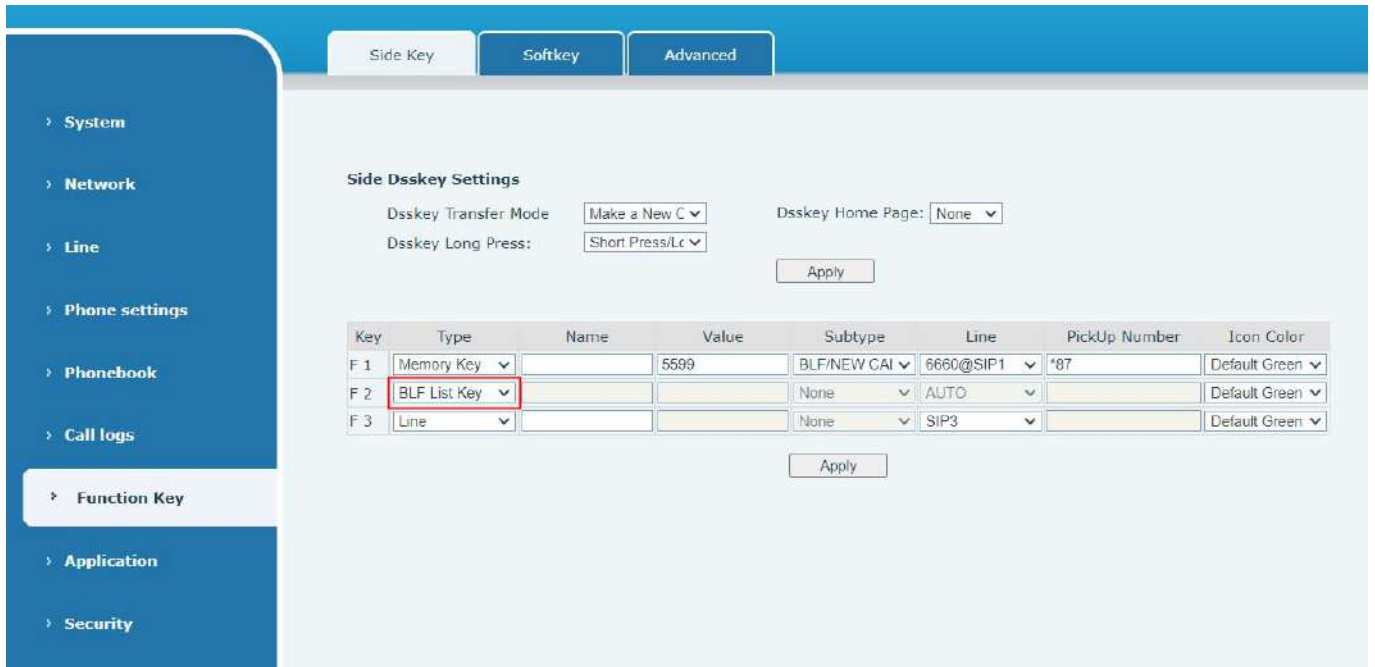 Side Key Softkey Advanced
System
Network
Line
Phone settings
Phonebook
Call logs
Function Key
Application
Security
Side Dsskey Settings
Dsskey Transfer Mode Make a New C Dsskey Home Page: None
Dsskey Long Press: Short Press/Lc
Apply
Key Type Name Value Subtype Line PickUp Number Icon Color
F 1 Memory Key 5599 BLF/NEW CAL 6660@SIP1 *87 Default Green
F 2 BLF List Key None AUTO Default Green
F 3 Line None SIP3 Default Green
Apply